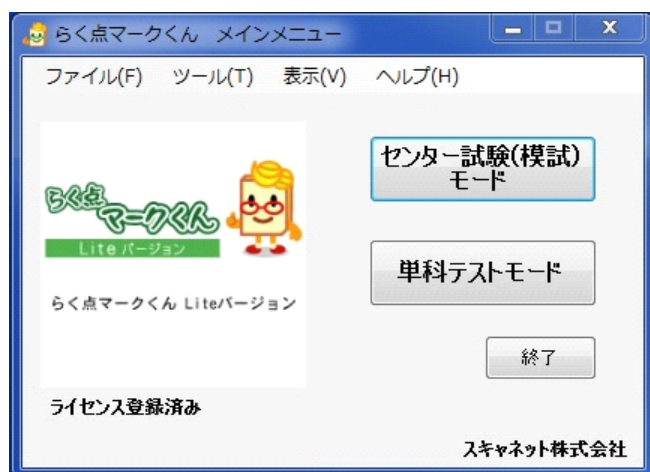 らく点マークくん メインメニュー
ファイル(F) ツール(T) 表示(V) ヘルプ(H)
らく点
マークくん
Lite バージョン
らく点マークくん Liteバージョン
ライセンス登録済み
センター試験(模試)
モード
単科テストモード
終了
スキャネット株式会社